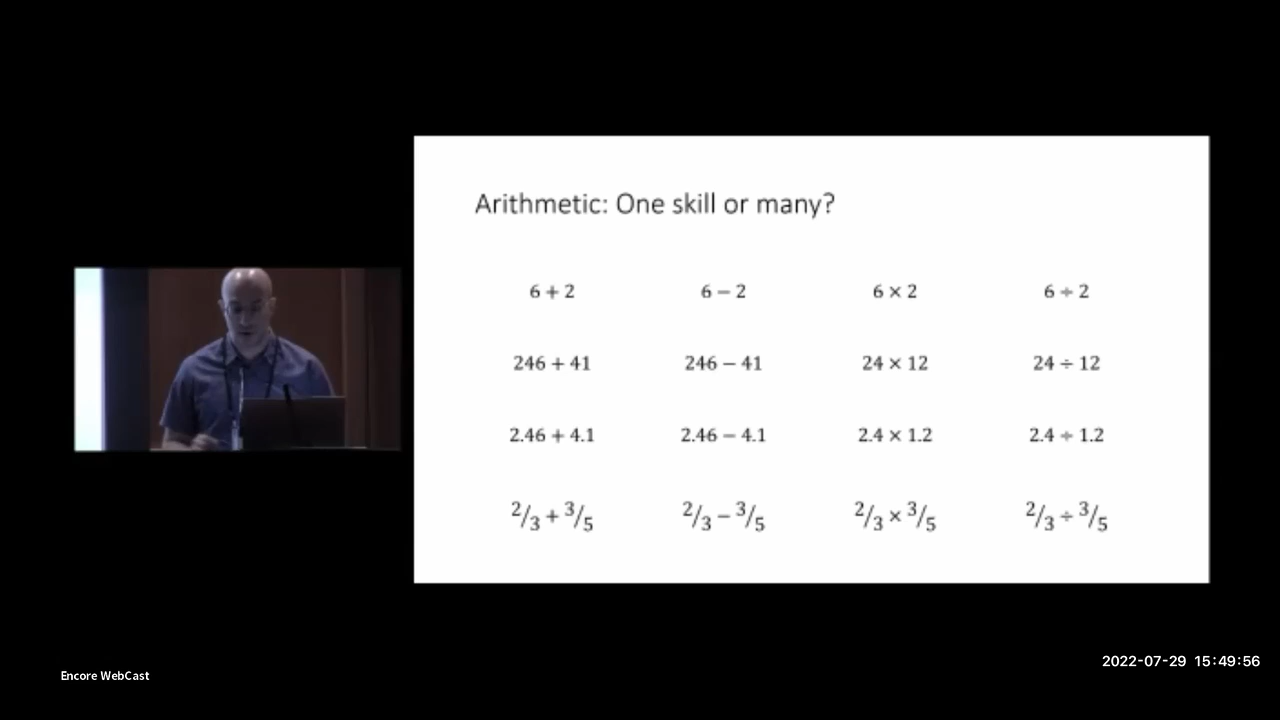 Arithmetic: One skill or many?
6 + 2 6 − 2 6 × 2 6 ÷ 2
246 + 41 246 − 41 24 × 12 24 ÷ 12
2.46 + 4.1 2.46 − 4.1 2.4 × 1.2 2.4 ÷ 1.2
2/3 + 3/5 2/3 − 3/5 2/3 × 3/5 2/3 ÷ 3/5
2022-07-29 15:49:56
Encore WebCast